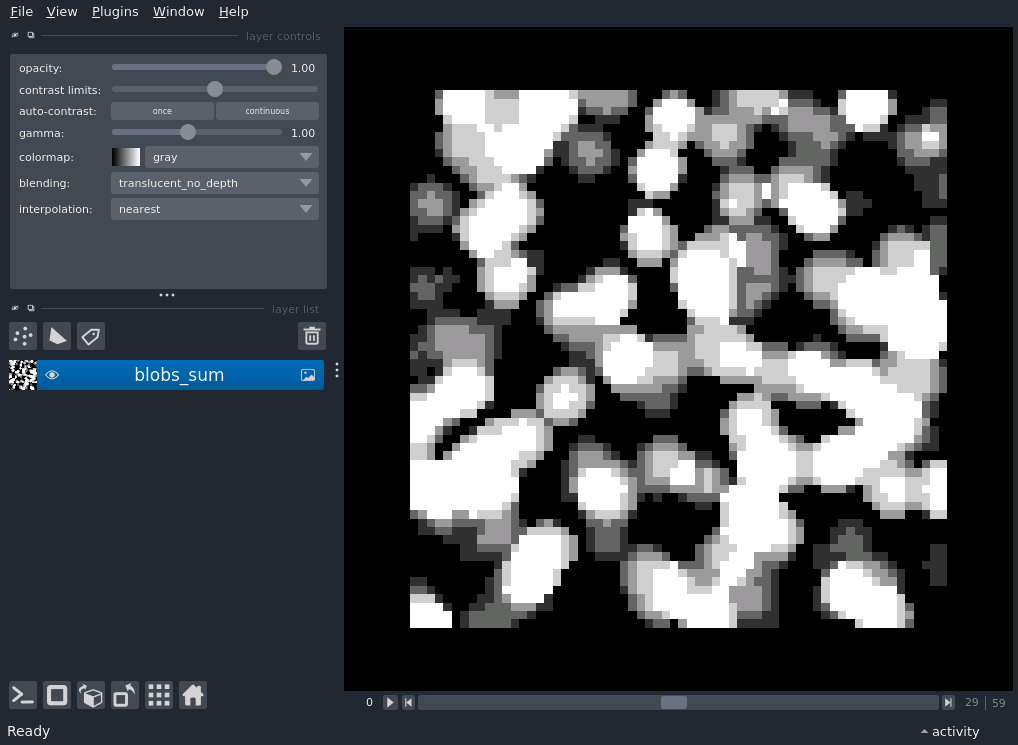 File View Plugins Window Help
layer controls
opacity: 1.00
contrast limits:
auto-contrast: once continuous
gamma: 1.00
colormap: gray
blending: translucent_no_depth
interpolation: nearest
layer list
blobs_sum
0 29 59
Ready activity